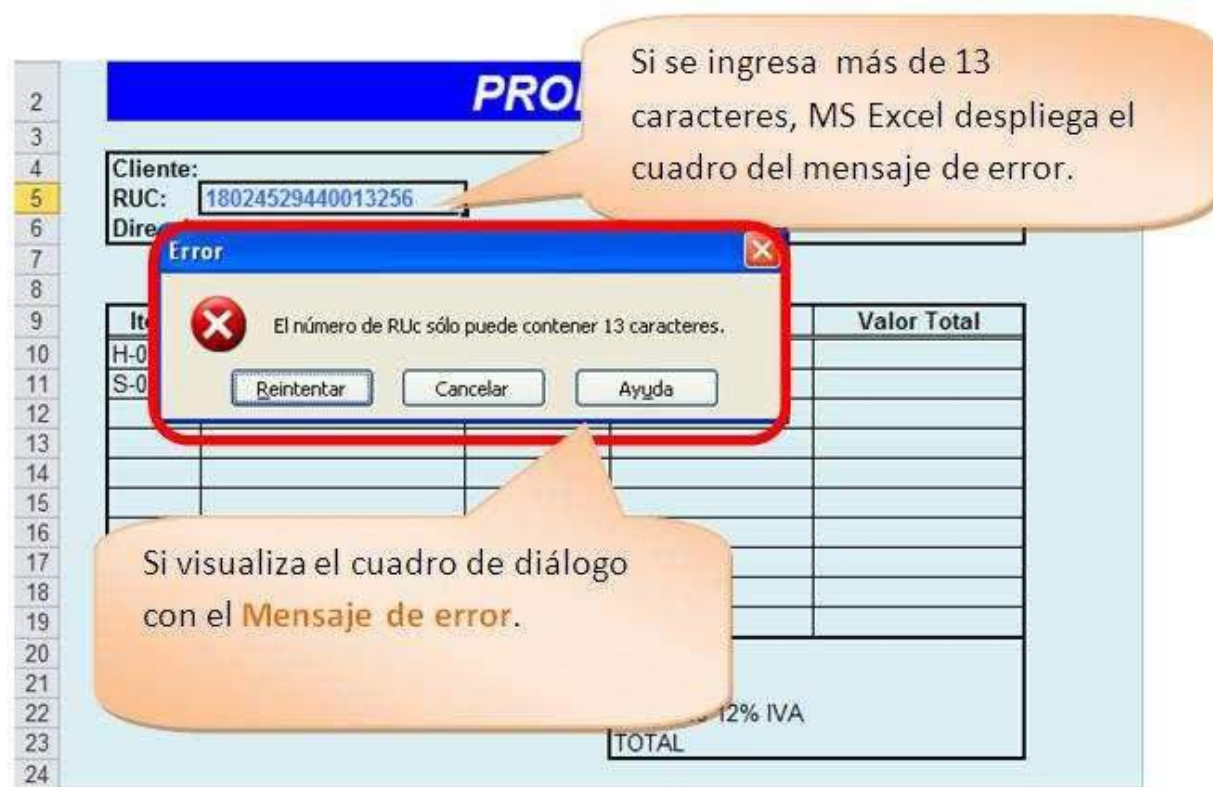 Si se ingresa más de 13
caracteres, MS Excel despliega el
cuadro del mensaje de error.
2
3
4 Cliente:
5 RUC: 18024529440013256
6
7
Error
8
El número de RUc sólo puede contener 13 caracteres.
9 Valor Total
10 H-0
11 S-0
Reintentar Cancelar Ayuda
12
13
14
15
16
Si visualiza el cuadro de diálogo
con el Mensaje de error.
17
18
19
20
21
22 12% IVA
23 TOTAL
24